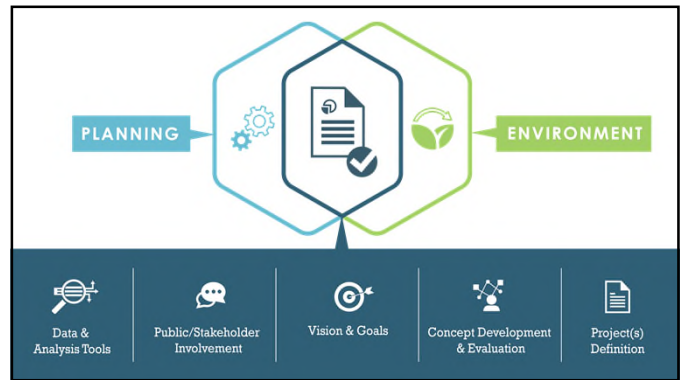 PLANNING
ENVIRONMENT
Data &
Analysis Tools
Public/Stakeholder
Involvement
Vision & Goals
Concept Development
& Evaluation
Project(s)
Definition